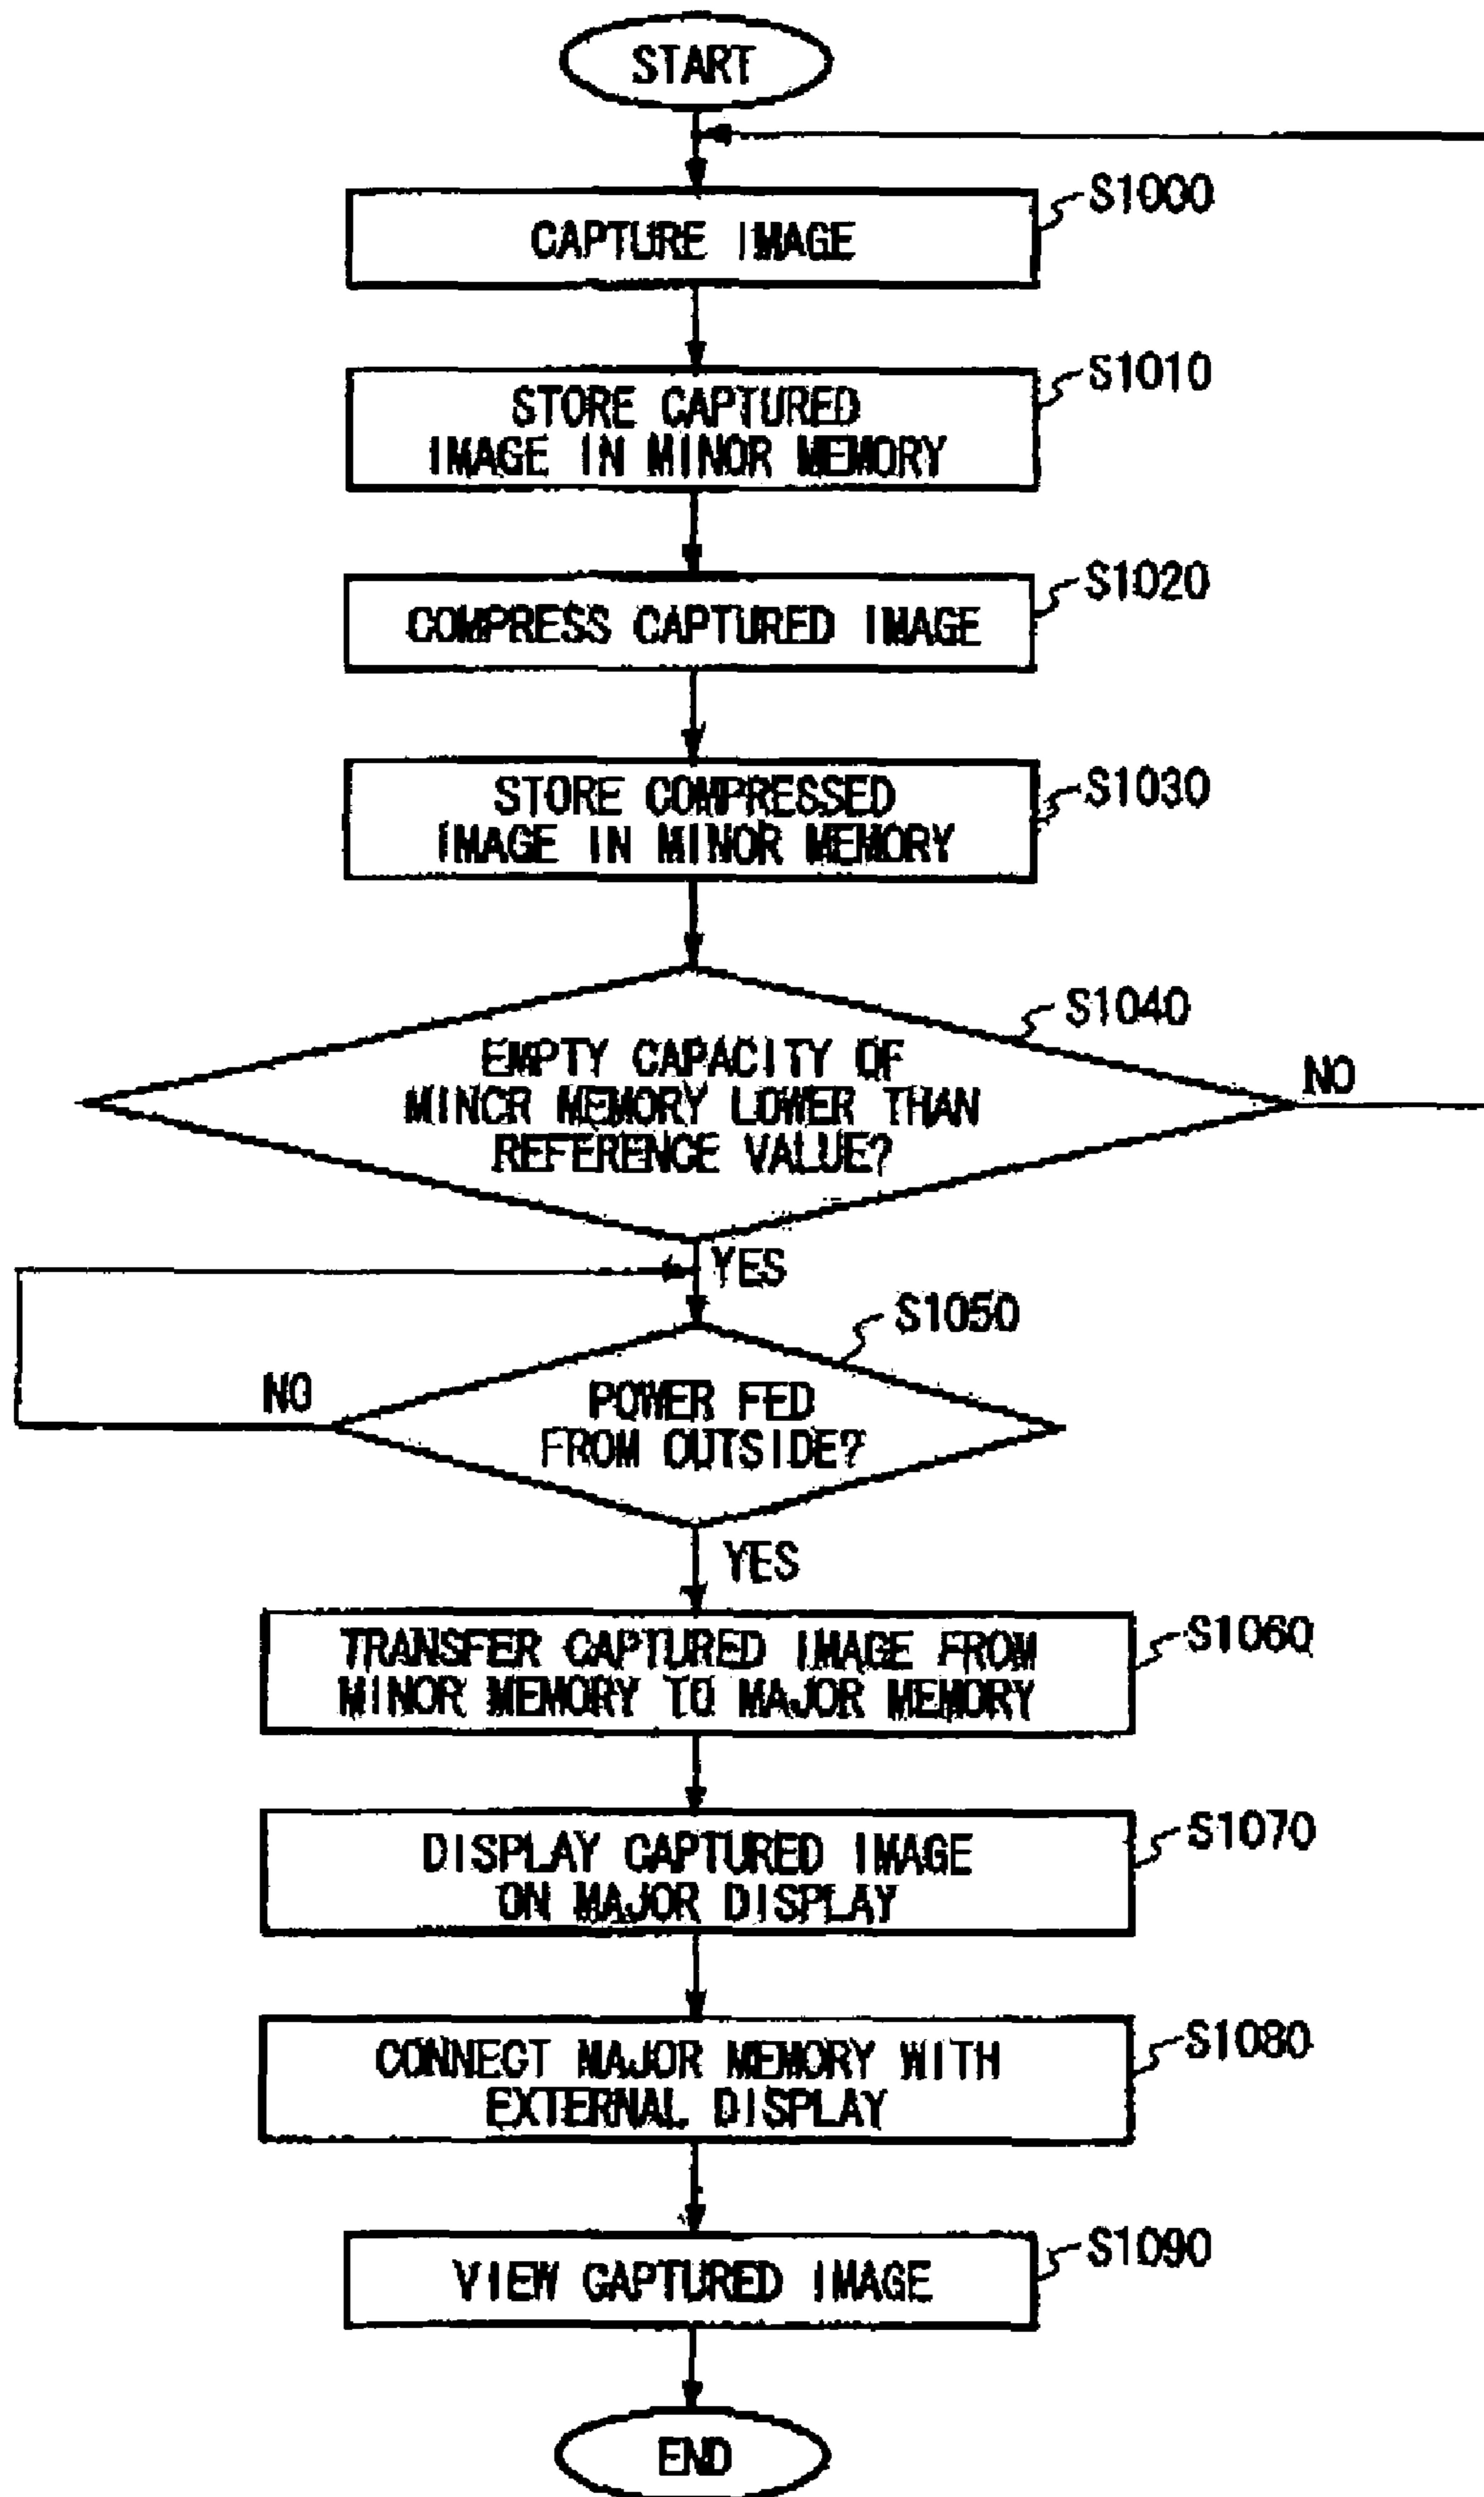 START
S1000
CAPTURE IMAGE
S1010
STORE CAPTURED
IMAGE IN MINOR MEMORY
S1020
COMPRESS CAPTURED IMAGE
S1030
STORE COMPRESSED
IMAGE IN MINOR MEMORY
S1040
EMPTY CAPACITY OF
MINOR MEMORY LOWER THAN
REFERENCE VALUE?
NO
YES
S1050
NO
POWER FED
FROM OUTSIDE?
YES
S1060
TRANSFER CAPTURED IMAGE FROM
MINOR MEMORY TO MAJOR MEMORY
S1070
DISPLAY CAPTURED IMAGE
ON MAJOR DISPLAY
S1080
CONNECT MAJOR MEMORY WITH
EXTERNAL DISPLAY
S1090
VIEW CAPTURED IMAGE
END